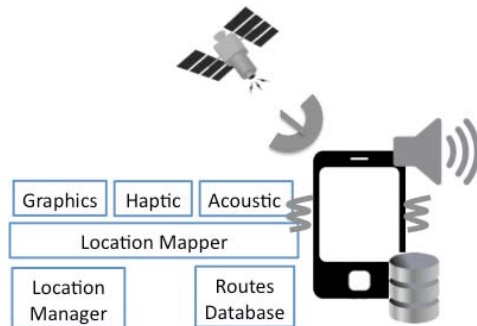 Graphics
Haptic
Acoustic
Location Mapper
Location
Manager
Routes
Database